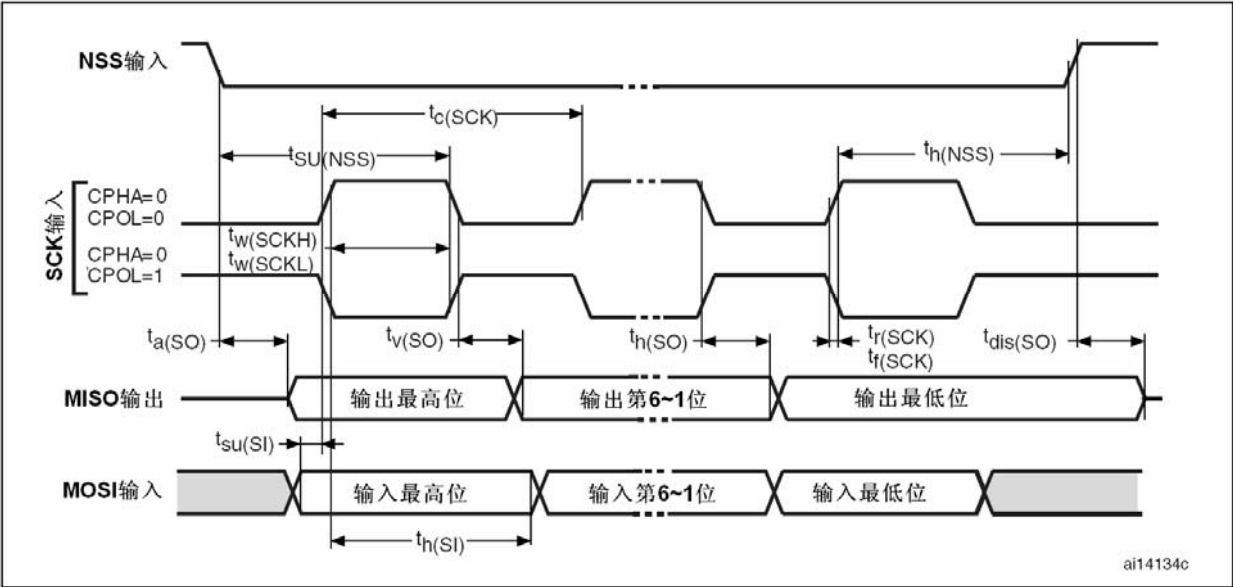 NSS输入
tc(SCK)
tSU(NSS)
th(NSS)
SCK输入
CPHA=0
CPOL=0
tw(SCKH)
CPHA=0
tw(SCKL)
CPOL=1
ta(SO)
tv(SO)
th(SO)
tr(SCK)
tf(SCK)
tdis(SO)
MISO输出
输出最高位
输出第6~1位
输出最低位
tsu(SI)
MOSI输入
输入最高位
输入第6~1位
输入最低位
th(SI)
ai14134c